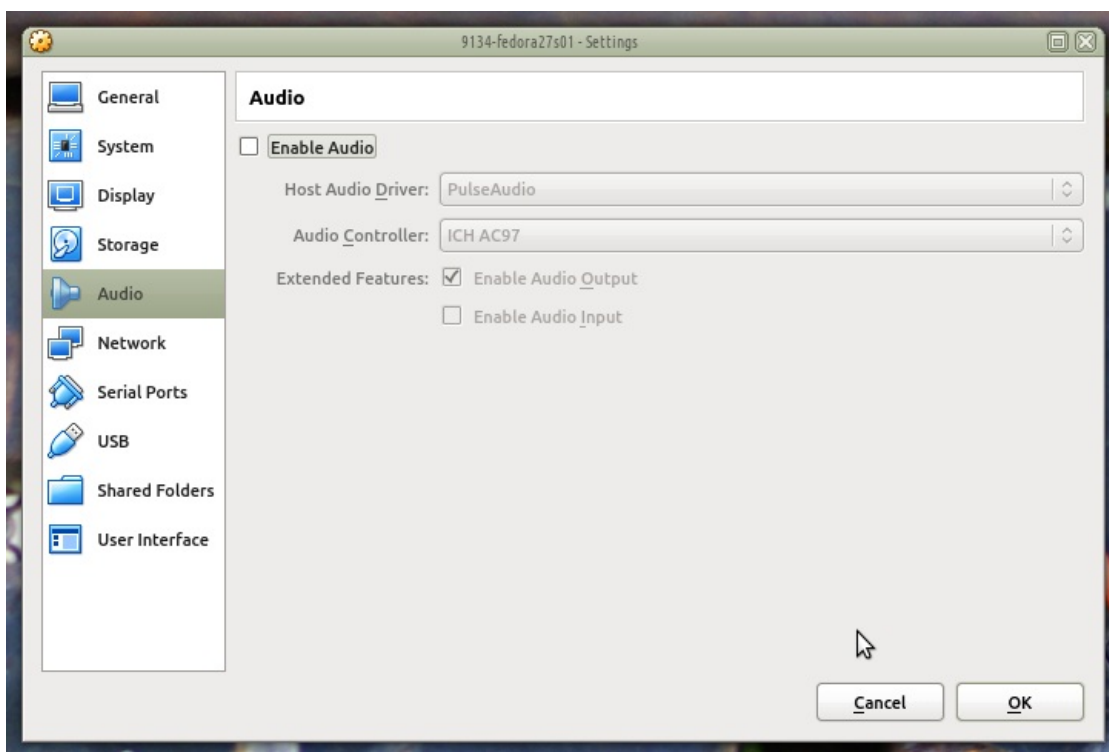 9134-fedora27s01 - Settings
General
System
Display
Storage
Audio
Network
Serial Ports
USB
Shared Folders
User Interface
Audio
Enable Audio
Host Audio Driver: PulseAudio
Audio Controller: ICH AC97
Extended Features: Enable Audio Output
Enable Audio Input
Cancel OK